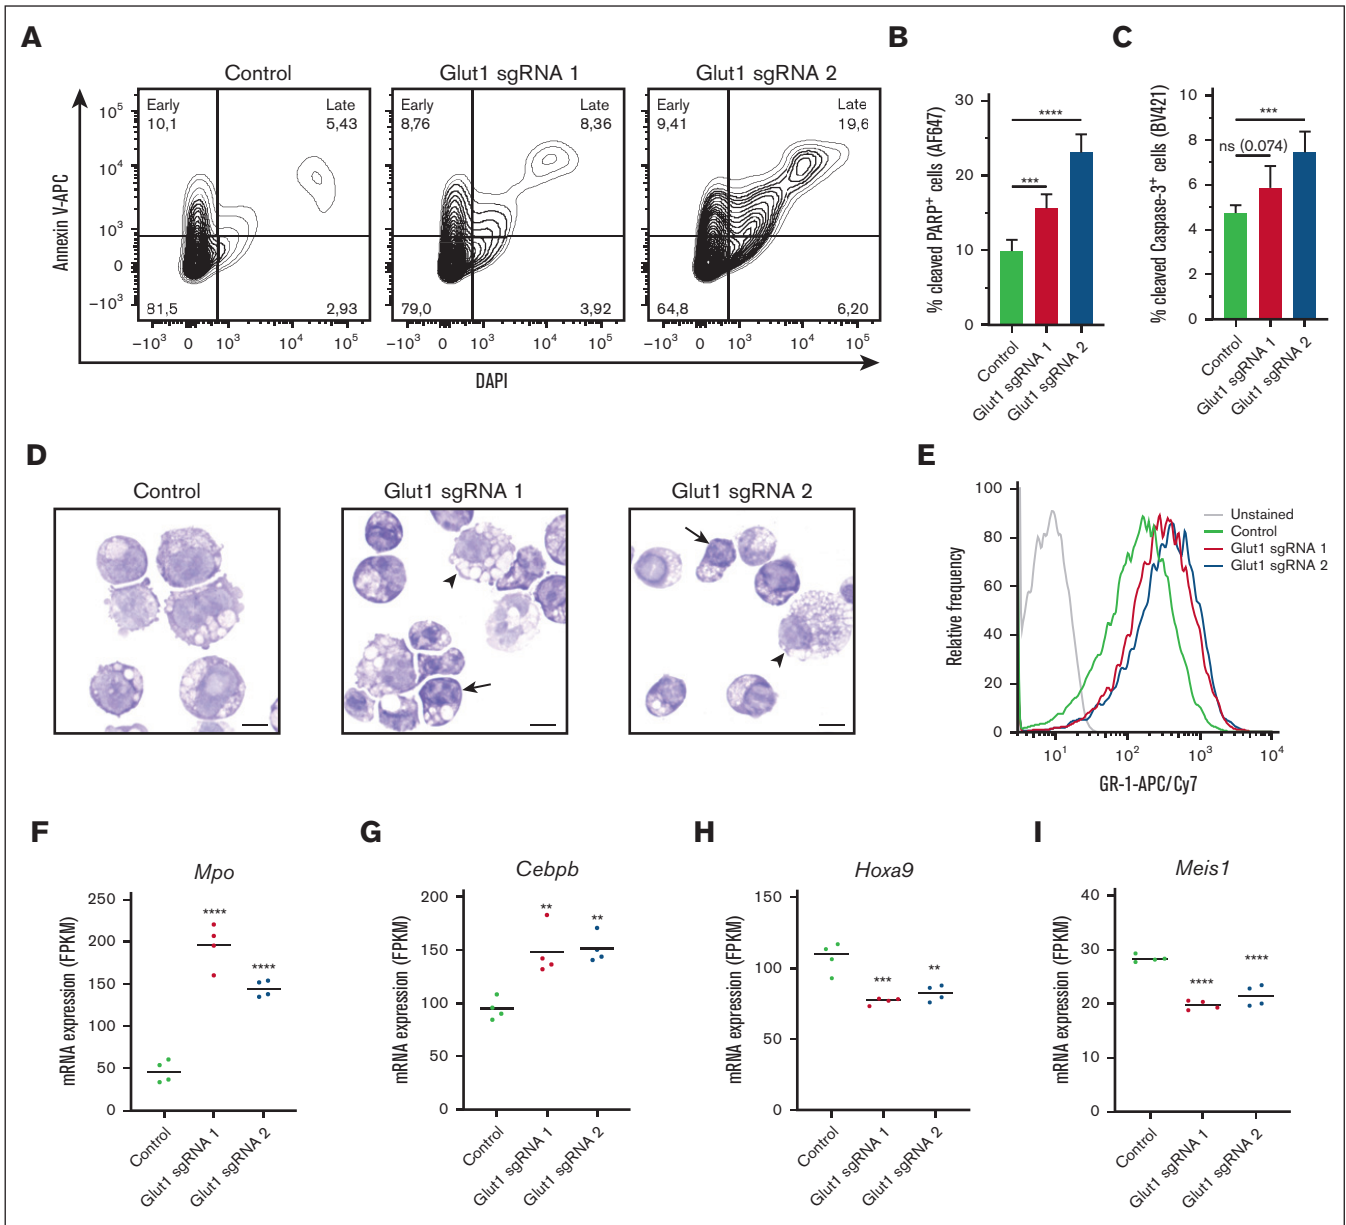 A
Control
Glut1 sgRNA 1
Glut1 sgRNA 2
Early
10,1
Late
5,43
81,5
2,93
Early
8,76
Late
8,36
79,0
3,92
Early
9,41
Late
19,6
64,8
6,20
Annexin V-APC
10⁵
10⁴
10³
0
−10³
−10³ 0 10³ 10⁴ 10⁵
−10³ 0 10³ 10⁴ 10⁵
−10³ 0 10³ 10⁴ 10⁵
DAPI
B
% cleaved PARP⁺ cells (AF647)
30
20
10
0
****
***
Control
Glut1 sgRNA 1
Glut1 sgRNA 2
C
% cleaved Caspase-3⁺ cells (BV421)
10
8
6
4
2
0
***
ns (0.074)
Control
Glut1 sgRNA 1
Glut1 sgRNA 2
D
Control
Glut1 sgRNA 1
Glut1 sgRNA 2
E
Relative frequency
100
80
60
40
20
0
10¹ 10² 10³ 10⁴
GR-1-APC/Cy7
Unstained
Control
Glut1 sgRNA 1
Glut1 sgRNA 2
F
Mpo
mRNA expression (FPKM)
250
200
150
100
50
0
****
****
Control
Glut1 sgRNA 1
Glut1 sgRNA 2
G
Cebpb
mRNA expression (FPKM)
200
150
100
50
0
**
**
Control
Glut1 sgRNA 1
Glut1 sgRNA 2
H
Hoxa9
mRNA expression (FPKM)
150
100
50
0
***
**
Control
Glut1 sgRNA 1
Glut1 sgRNA 2
I
Meis1
mRNA expression (FPKM)
40
30
20
10
0
****
****
Control
Glut1 sgRNA 1
Glut1 sgRNA 2